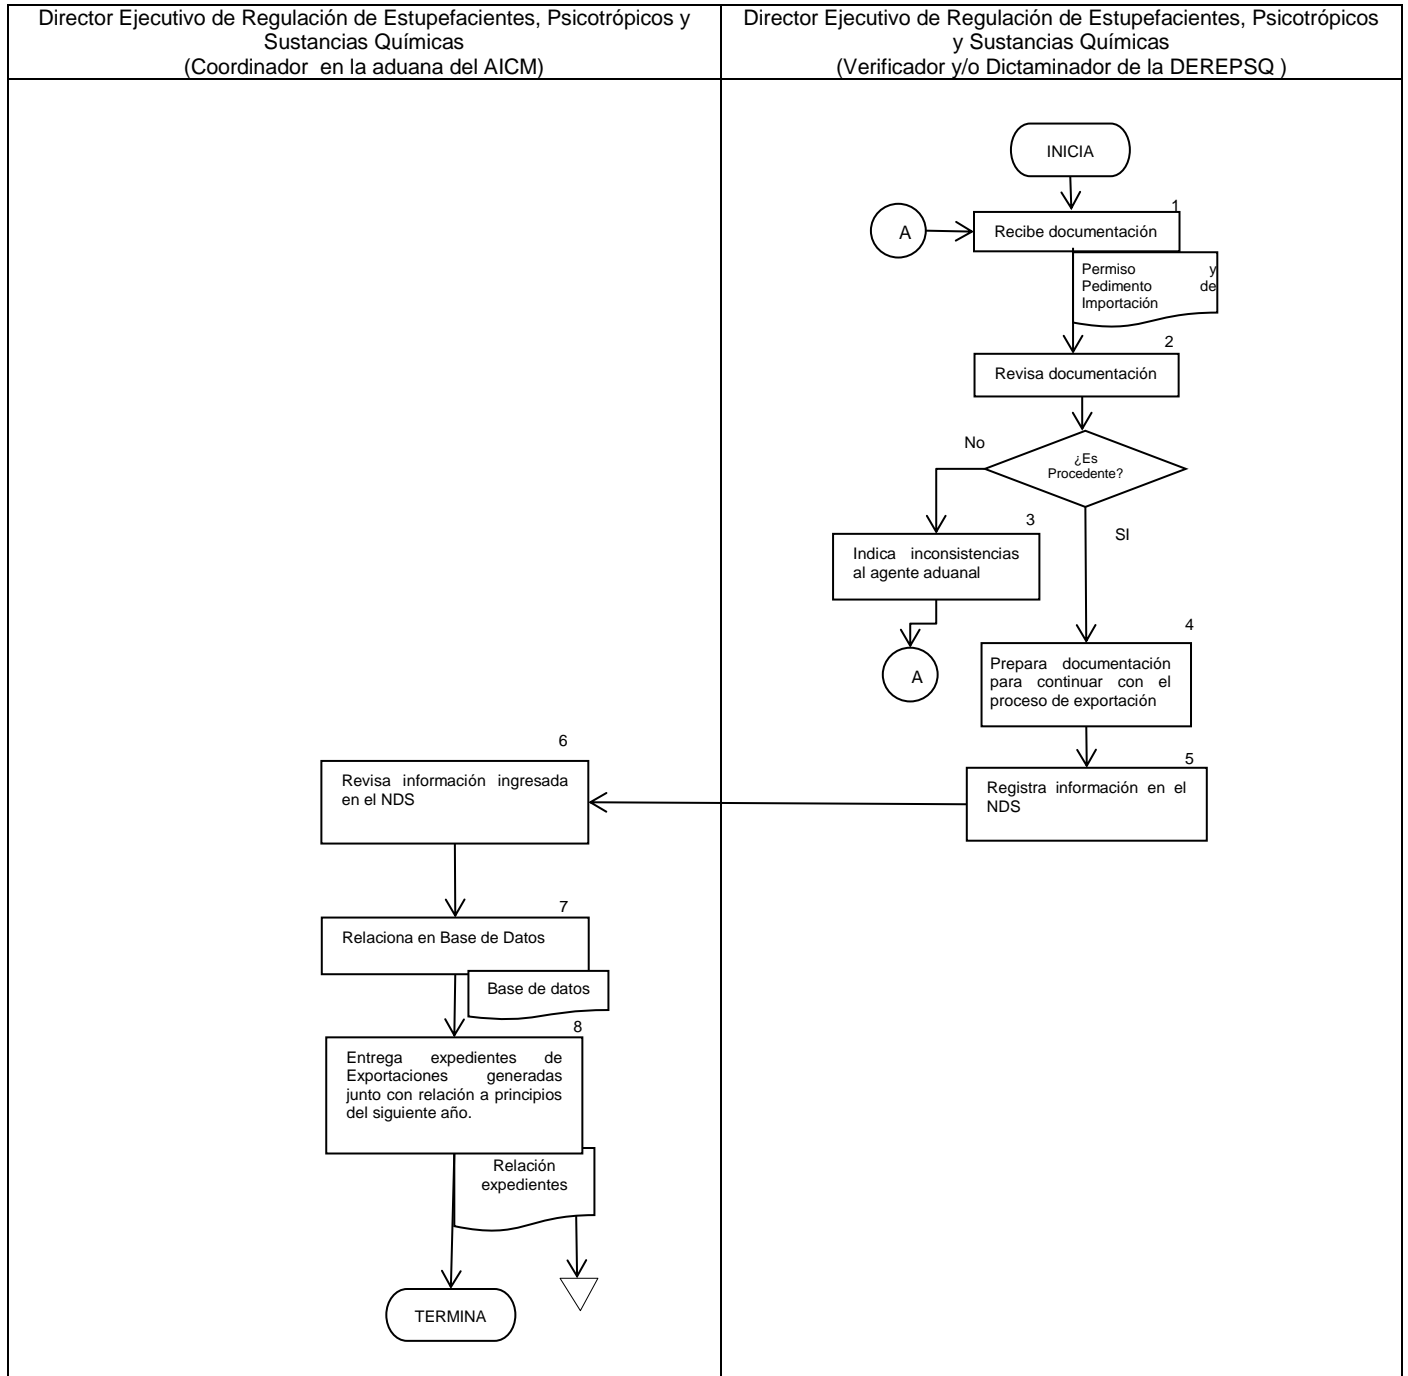 Director Ejecutivo de Regulación de Estupefacientes, Psicotrópicos y
Sustancias Químicas
(Coordinador en la aduana del AICM)
Director Ejecutivo de Regulación de Estupefacientes, Psicotrópicos
y Sustancias Químicas
(Verificador y/o Dictaminador de la DEREPSQ )
INICIA
1
A
Recibe documentación
Permiso y
Pedimento de
Importación
2
Revisa documentación
No
¿Es
Procedente?
SI
3
Indica inconsistencias
al agente aduanal
A
4
Prepara documentación
para continuar con el
proceso de exportación
5
Registra información en el
NDS
6
Revisa información ingresada
en el NDS
7
Relaciona en Base de Datos
Base de datos
8
Entrega expedientes de
Exportaciones generadas
junto con relación a principios
del siguiente año.
Relación
expedientes
TERMINA